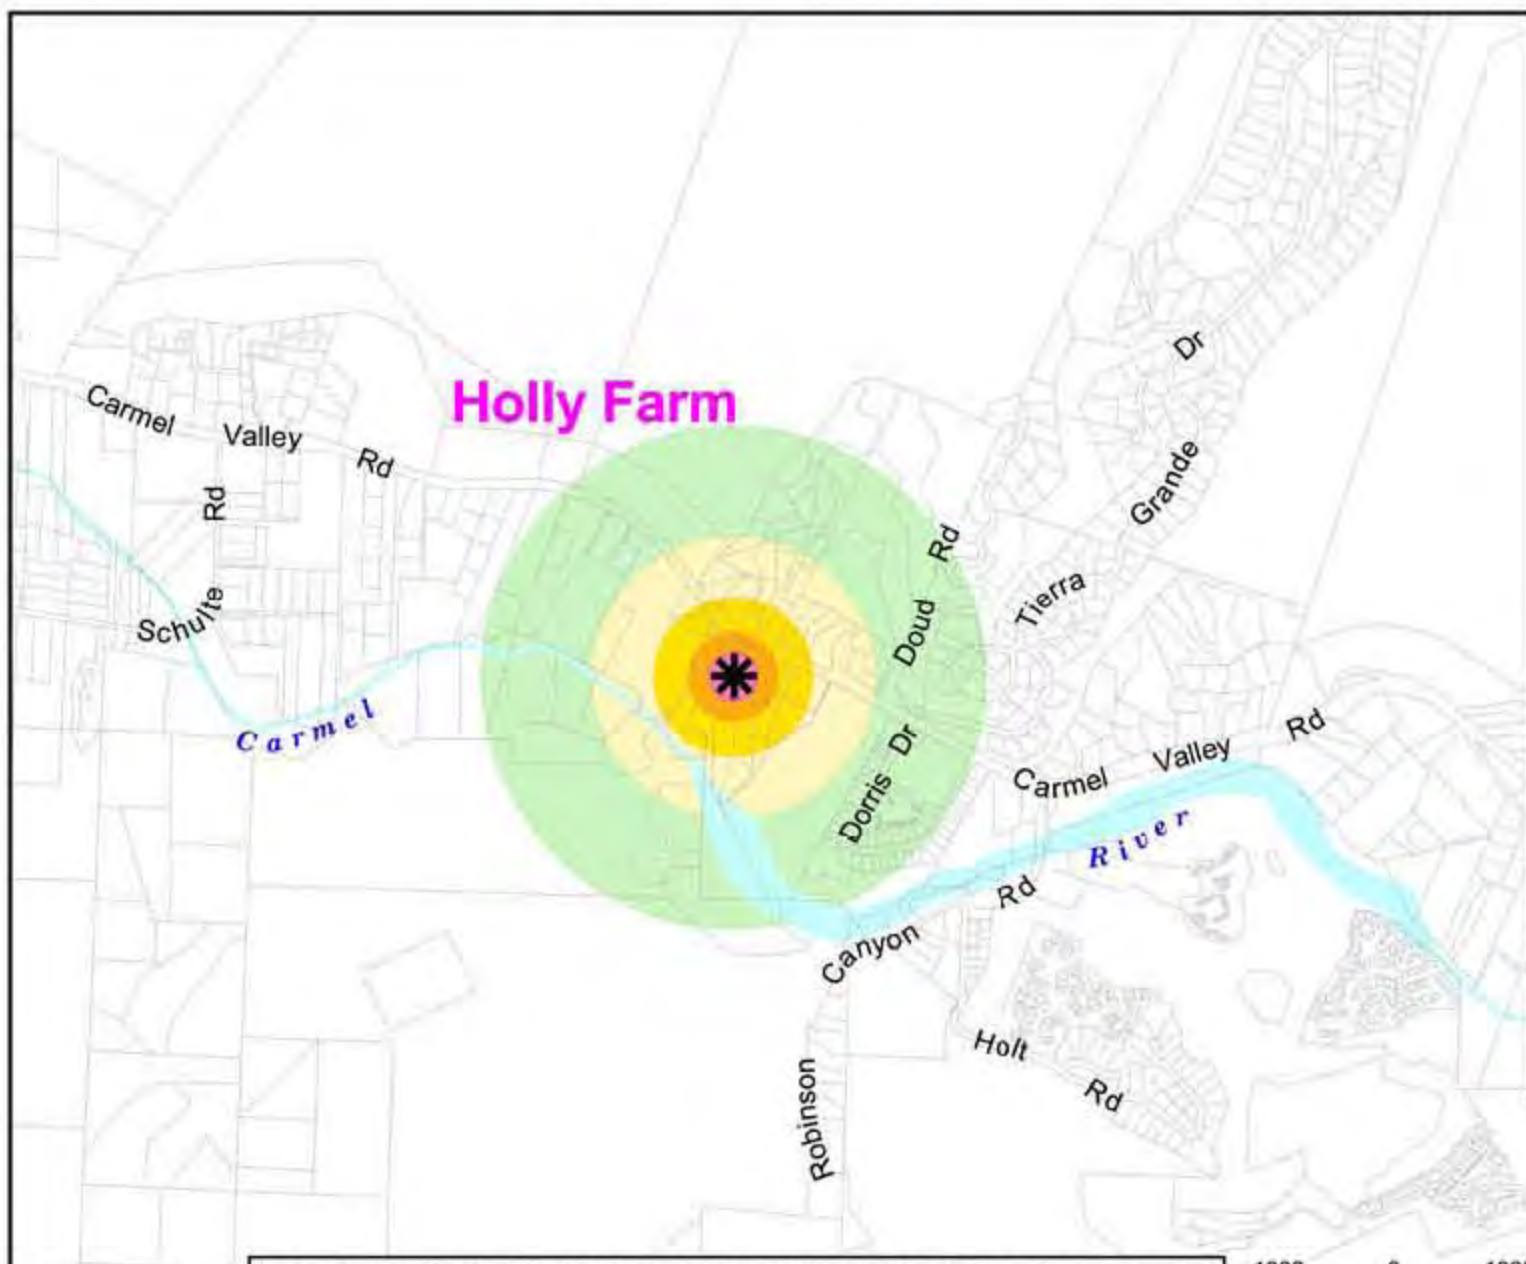 Holly Farm
Carmel Valley Rd
Schulte Rd
Carmel River
Doud Rd
Tierra Grande Dr
Dorris Dr
Carmel Valley Rd
Robinson Canyon Rd
Holt Rd
0